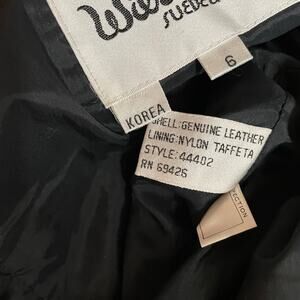 SUEDE
6
KOREA
SHELL:GENUINE LEATHER
LINING:NYLON TAFFETA
STYLE:44402
RN 69426